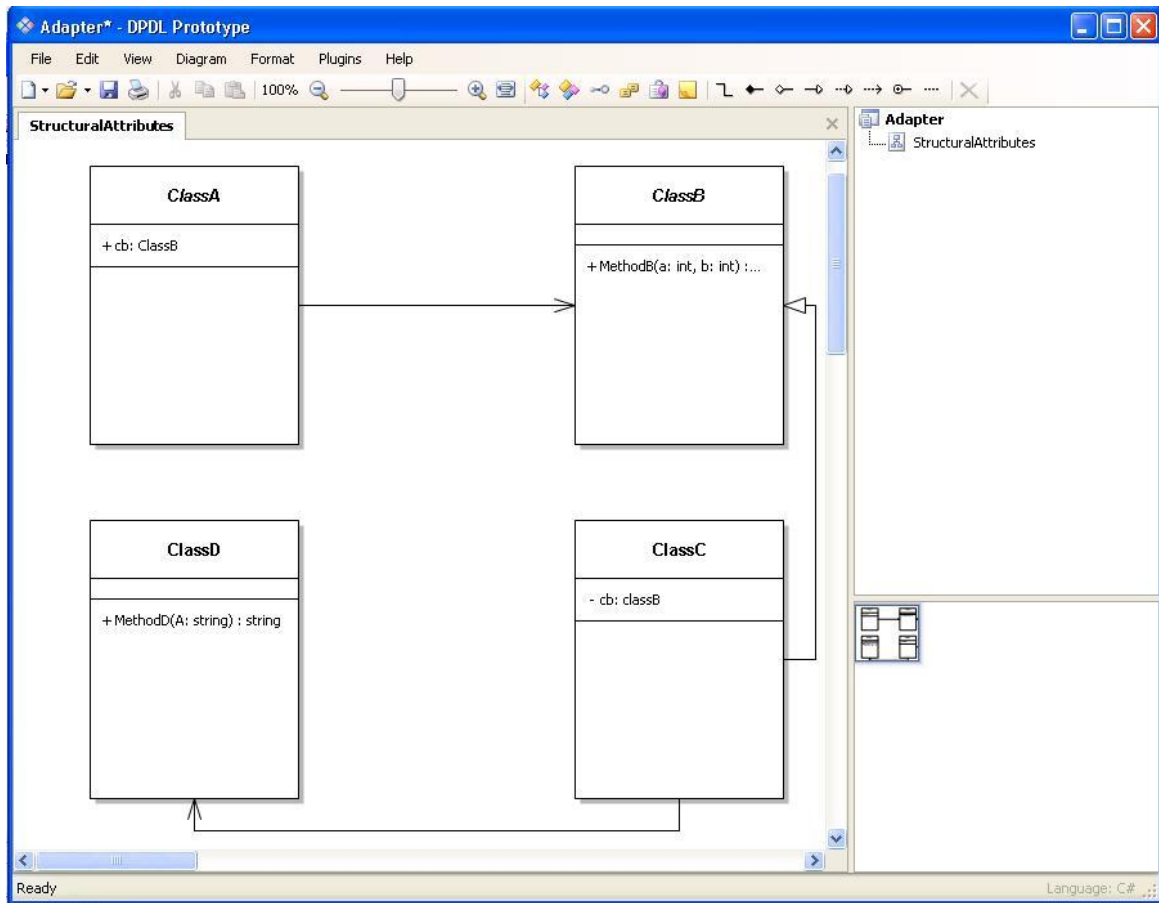 Adapter* - DPDL Prototype
File Edit View Diagram Format Plugins Help
100%
StructuralAttributes
Adapter
StructuralAttributes
ClassA
+ cb: ClassB
ClassB
+ MethodB(a: int, b: int) :...
ClassD
+ MethodD(A: string) : string
ClassC
- cb: classB
Ready
Language: C#